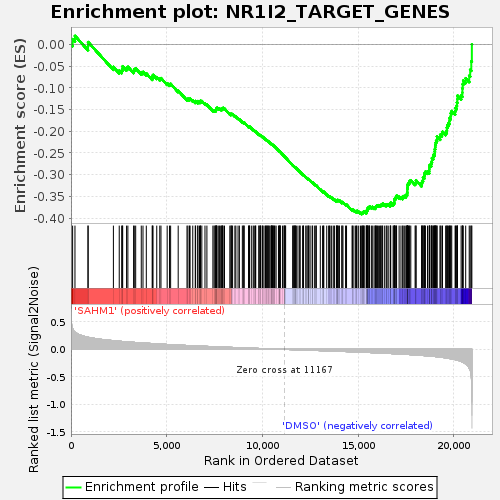 Enrichment plot: NR1I2_TARGET_GENES
Enrichment score (ES)
0.00
-0.05
-0.10
-0.15
-0.20
-0.25
-0.30
-0.35
-0.40
'SAHM1' (positively correlated)
Ranked list metric (Signal2Noise)
0.5
0.0
-0.5
-1.0
-1.5
Zero cross at 11167
'DMSO' (negatively correlated)
0
5,000
10,000
15,000
20,000
Rank in Ordered Dataset
Enrichment profile
Hits
Ranking metric scores